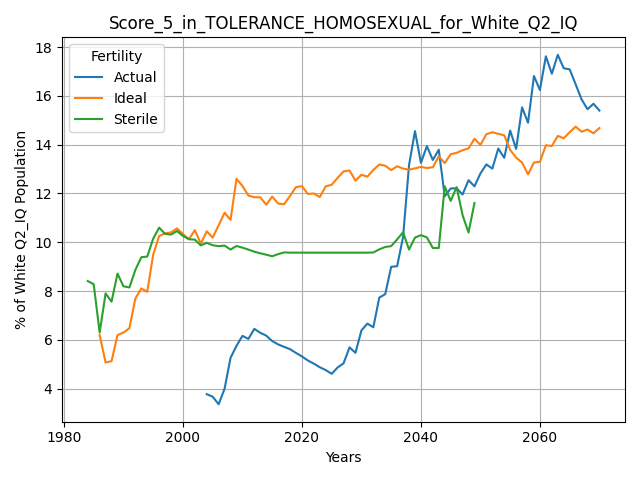 Score_5_in_TOLERANCE_HOMOSEXUAL_for_White_Q2_IQ
Fertility
Actual
Ideal
Sterile
% of White Q2_IQ Population
18
16
14
12
10
8
6
4
1980
2000
2020
2040
2060
Years